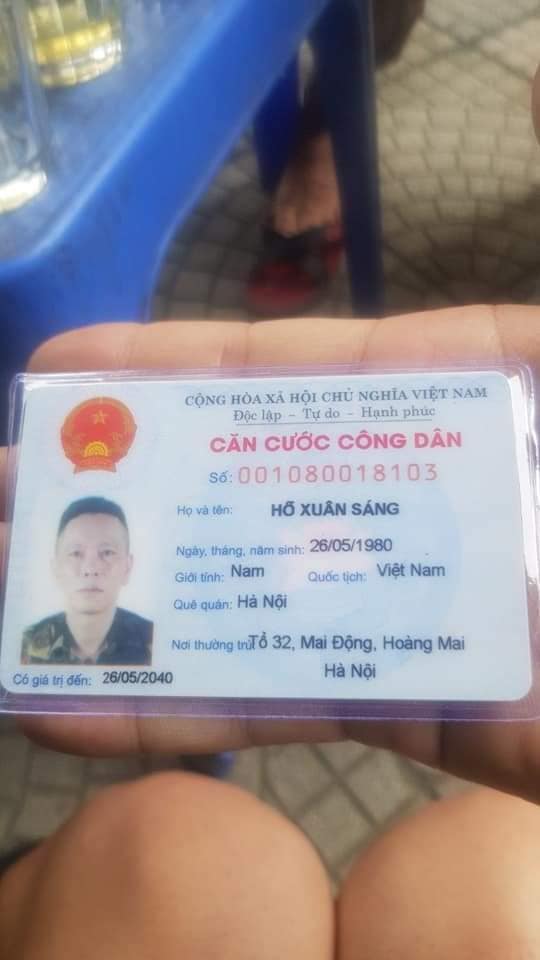 CỘNG HÒA XÃ HỘI CHỦ NGHĨA VIỆT NAM
Độc lập - Tự do - Hạnh phúc
CĂN CƯỚC CÔNG DÂN
Số: 001080018103
Họ và tên: HỒ XUÂN SÁNG
Ngày, tháng, năm sinh: 26/05/1980
Giới tính: Nam Quốc tịch: Việt Nam
Quê quán: Hà Nội
Nơi thường trú: Tổ 32, Mai Động, Hoàng Mai
Hà Nội
Có giá trị đến: 26/05/2040